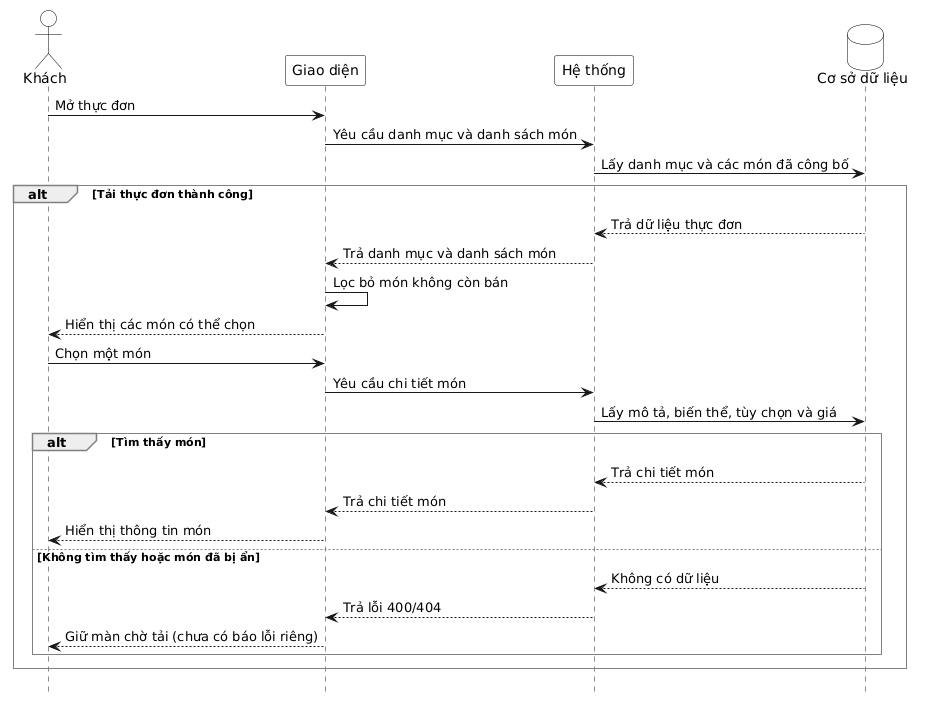 Khách
Giao diện
Hệ thống
Cơ sở dữ liệu
Mở thực đơn
Yêu cầu danh mục và danh sách món
Lấy danh mục và các món đã công bố
alt
[Tải thực đơn thành công]
Trả dữ liệu thực đơn
Trả danh mục và danh sách món
Lọc bỏ món không còn bán
Hiển thị các món có thể chọn
Chọn một món
Yêu cầu chi tiết món
Lấy mô tả, biến thể, tùy chọn và giá
alt
[Tìm thấy món]
Trả chi tiết món
Trả chi tiết món
Hiển thị thông tin món
[Không tìm thấy hoặc món đã bị ẩn]
Không có dữ liệu
Trả lỗi 400/404
Giữ màn chờ tải (chưa có báo lỗi riêng)